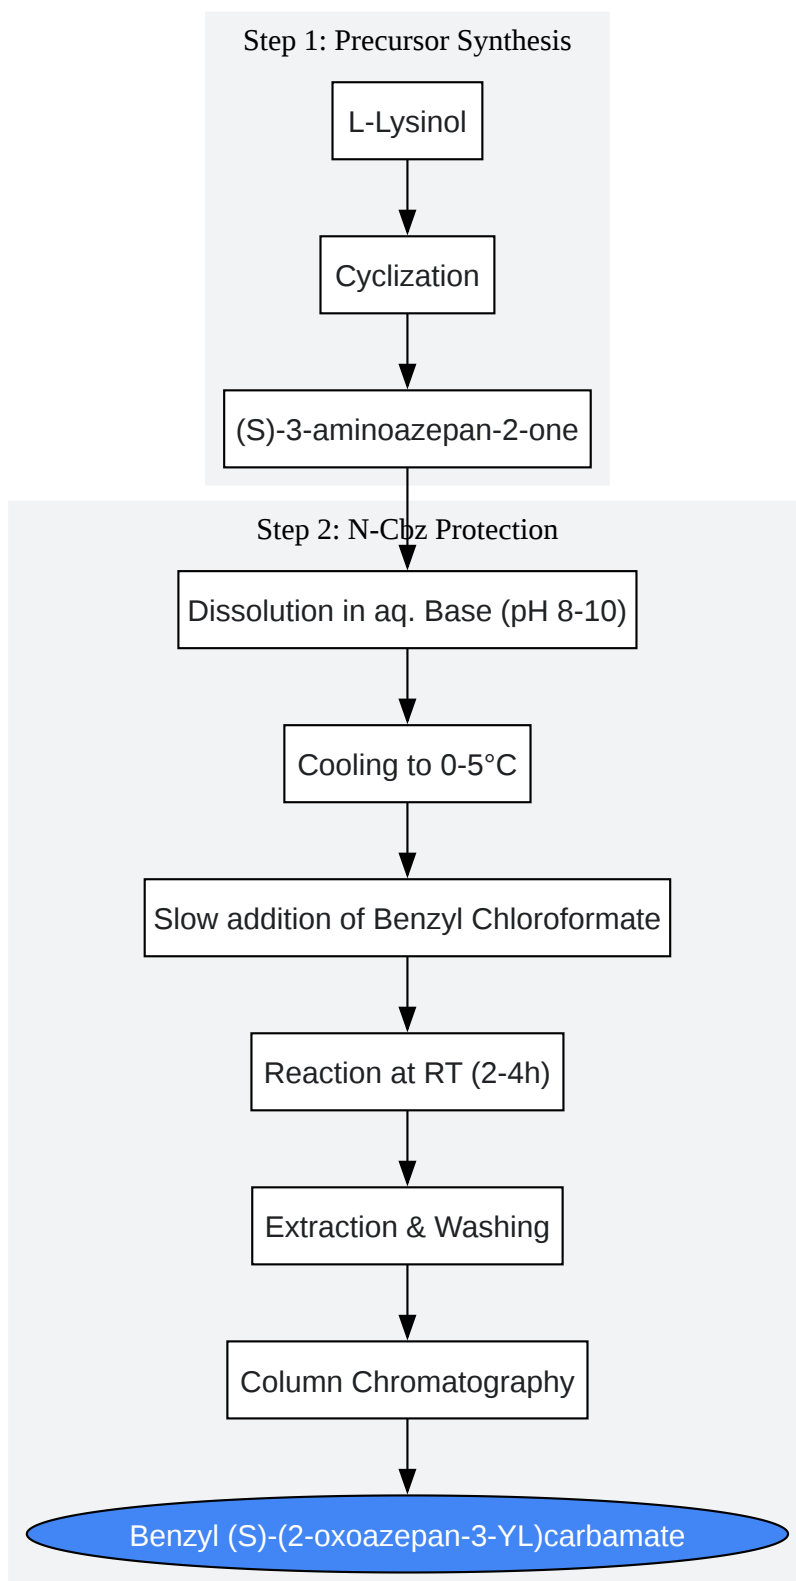 Step 1: Precursor Synthesis
L-Lysinol
Cyclization
(S)-3-aminoazepan-2-one
Step 2: N-Cbz Protection
Dissolution in aq. Base (pH 8-10)
Cooling to 0-5°C
Slow addition of Benzyl Chloroformate
Reaction at RT (2-4h)
Extraction & Washing
Column Chromatography
Benzyl (S)-(2-oxoazepan-3-YL)carbamate